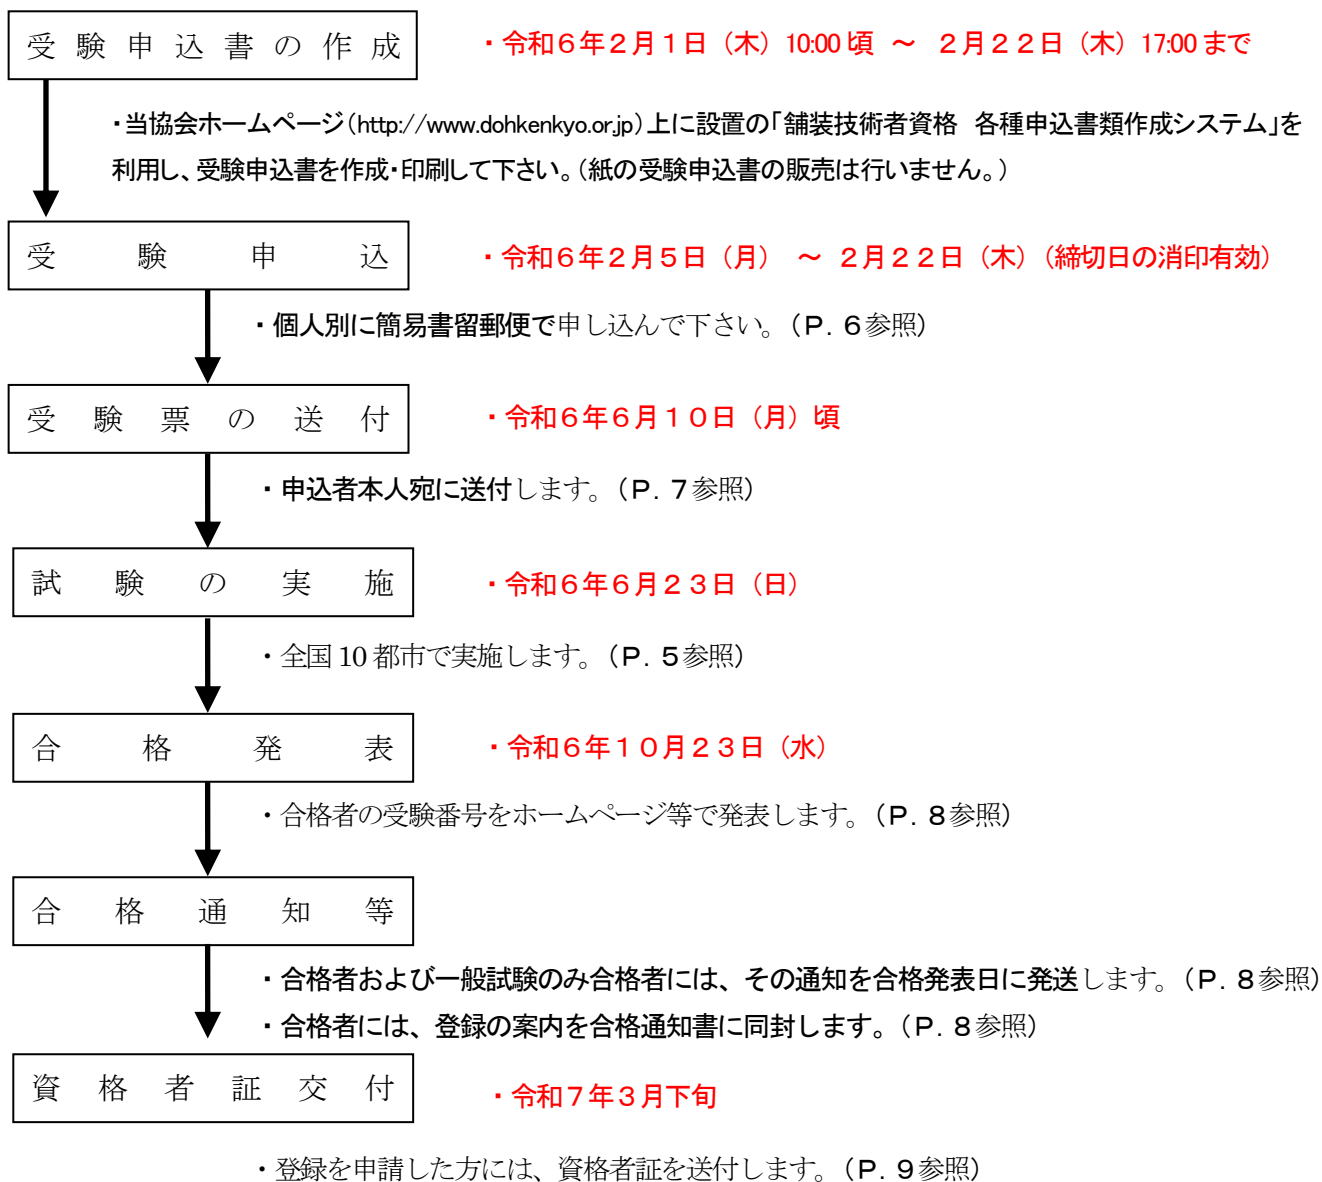 受験申込書の作成
・令和６年２月１日（木）10:00頃 ～ ２月２２日（木）17:00まで
・当協会ホームページ（http://www.dohkenkyo.or.jp）上に設置の「舗装技術者資格　各種申込書類作成システム」を
利用し、受験申込書を作成・印刷して下さい。（紙の受験申込書の販売は行いません。）
受験申込
・令和６年２月５日（月） ～ ２月２２日（木）（締切日の消印有効）
・個人別に簡易書留郵便で申し込んで下さい。（Ｐ．６参照）
受験票の送付
・令和６年６月１０日（月）頃
・申込者本人宛に送付します。（Ｐ．７参照）
試験の実施
・令和６年６月２３日（日）
・全国10都市で実施します。（Ｐ．５参照）
合格発表
・令和６年１０月２３日（水）
・合格者の受験番号をホームページ等で発表します。（Ｐ．８参照）
合格通知等
・合格者および一般試験のみ合格者には、その通知を合格発表日に発送します。（Ｐ．８参照）
・合格者には、登録の案内を合格通知書に同封します。（Ｐ．８参照）
資格者証交付
・令和７年３月下旬
・登録を申請した方には、資格者証を送付します。（Ｐ．９参照）